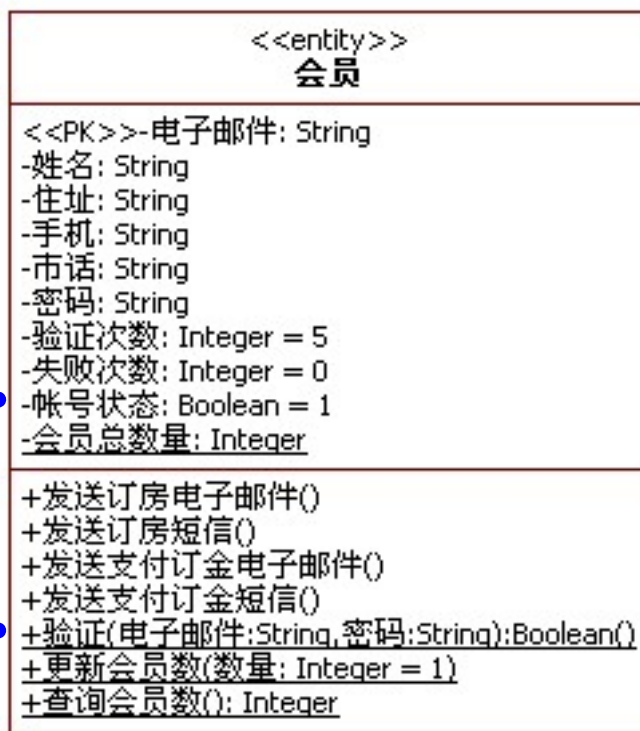 <<entity>>
会员
<<PK>>-电子邮件: String
-姓名: String
-住址: String
-手机: String
-市话: String
-密码: String
-验证次数: Integer = 5
-失败次数: Integer = 0
-帐号状态: Boolean = 1
-会员总数量: Integer
+发送订房电子邮件()
+发送订房短信()
+发送支付订金电子邮件()
+发送支付订金短信()
+验证(电子邮件:String,密码:String):Boolean()
+更新会员数(数量: Integer = 1)
+查询会员数(): Integer